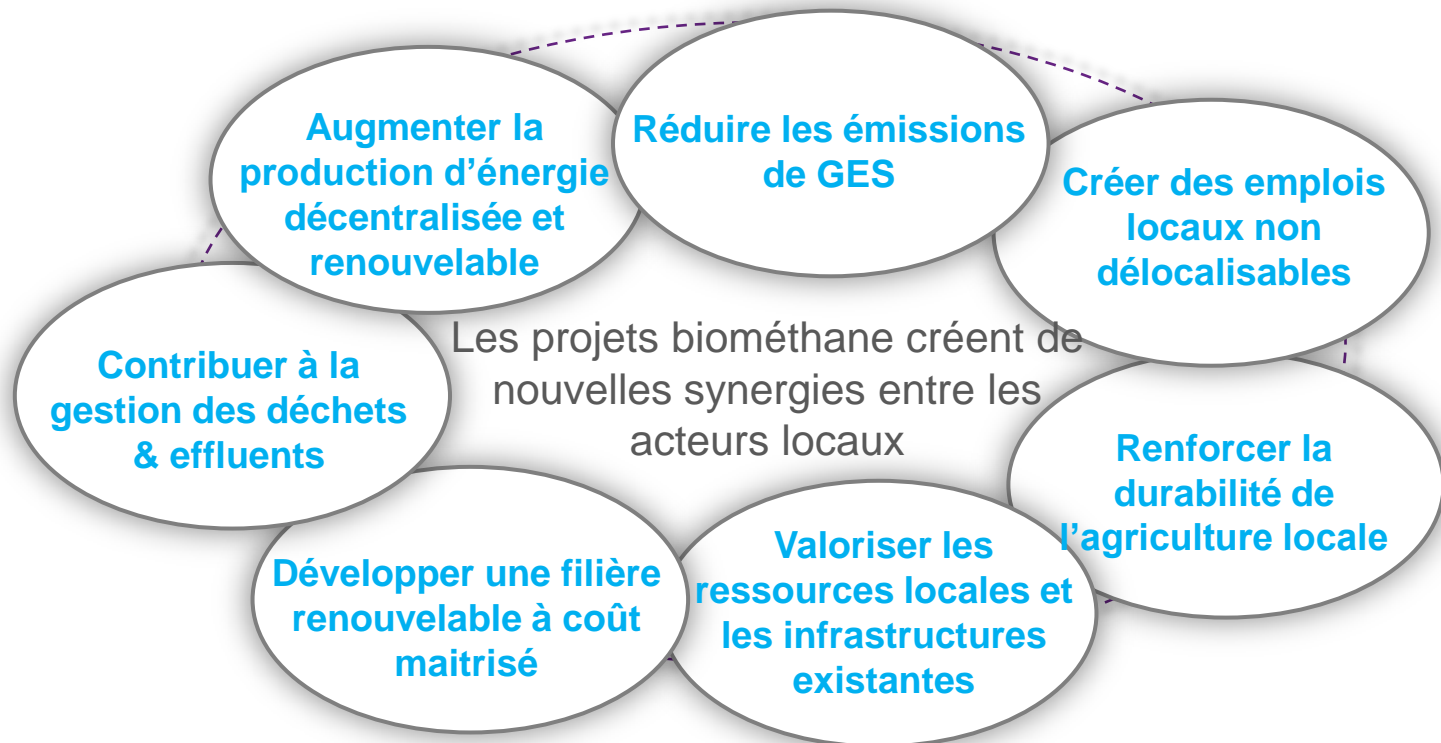 Augmenter la
production d’énergie
décentralisée et
renouvelable
Réduire les émissions
de GES
Créer des emplois
locaux non
délocalisables
Les projets biométhane créent de
nouvelles synergies entre les
acteurs locaux
Contribuer à la
gestion des déchets
& effluents
Renforcer la
durabilité de
l’agriculture locale
Développer une filière
renouvelable à coût
maitrisé
Valoriser les
ressources locales et
les infrastructures
existantes